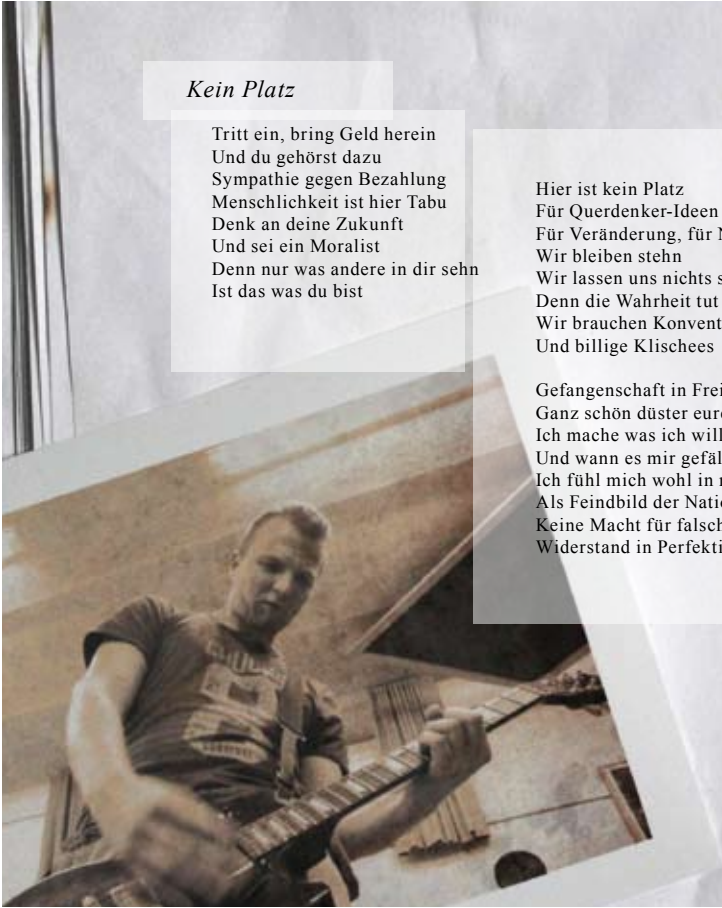 Kein Platz
Tritt ein, bring Geld herein
Und du gehörst dazu
Sympathie gegen Bezahlung
Menschlichkeit ist hier Tabu
Denk an deine Zukunft
Und sei ein Moralist
Denn nur was andere in dir sehn
Ist das was du bist
Hier ist kein Platz
Für Querdenker-Ideen
Für Veränderung, für
Wir bleiben stehn
Wir lassen uns nichts
Denn die Wahrheit tut
Wir brauchen
Und billige Klischees
Gefangenschaft in
Ganz schön düster
Ich mache was ich will
Und wann es mir
Ich fühl mich wohl in
Als Feindbild der
Keine Macht für
Widerstand in